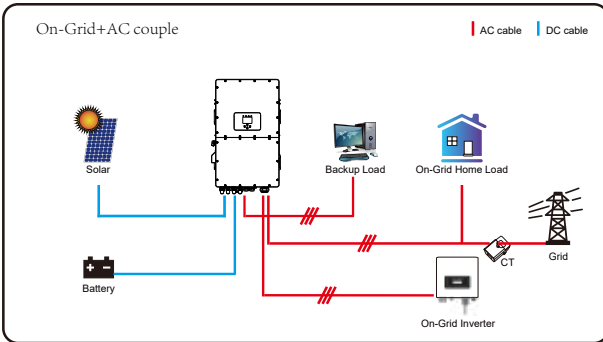 On-Grid+AC couple
AC cable
DC cable
Solar
Backup Load
On-Grid Home Load
CT
Grid
Battery
On-Grid Inverter